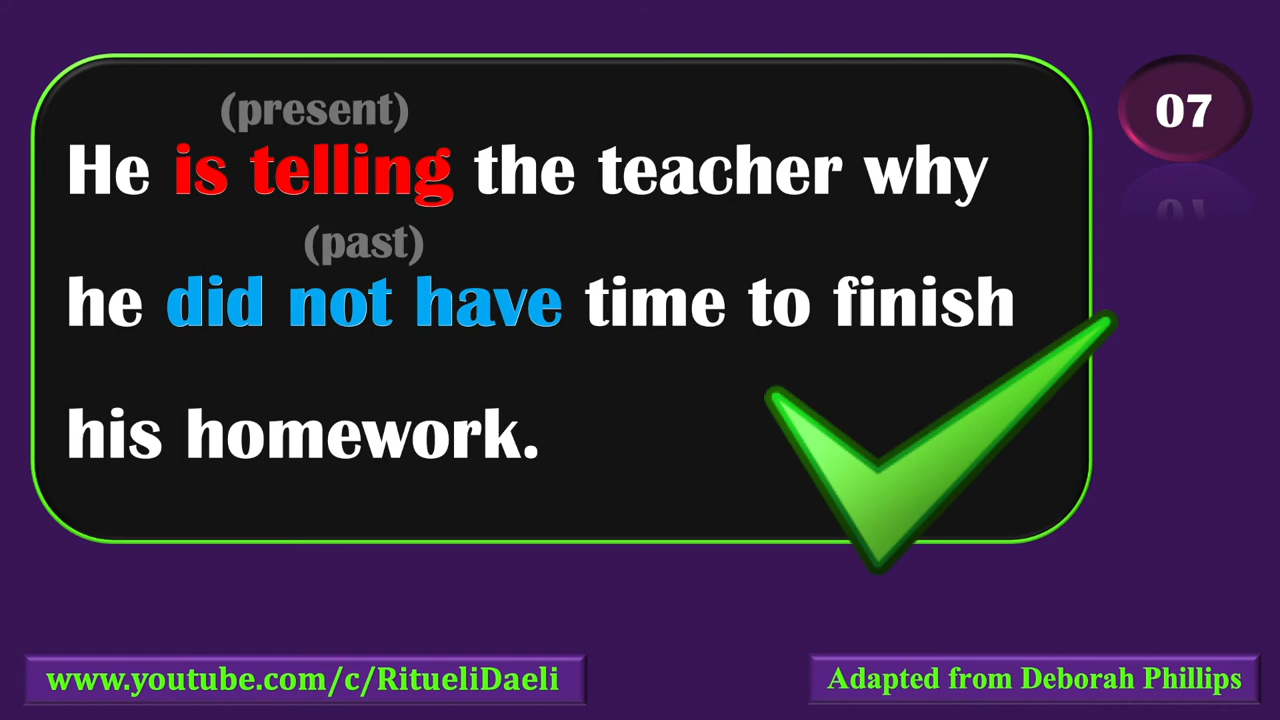 (present)
07
He is telling the teacher why
(past)
he did not have time to finish
his homework.
www.youtube.com/c/RitueliDaeli
Adapted from Deborah Phillips